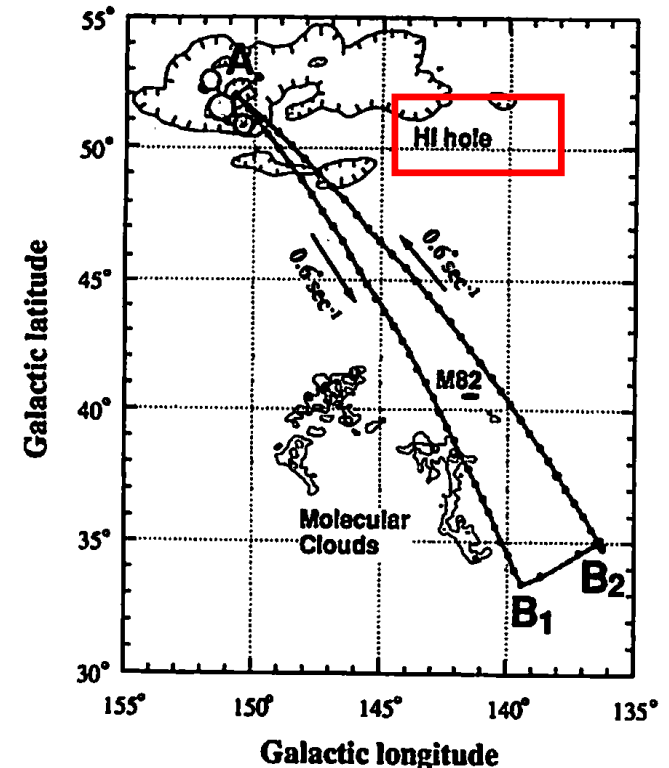 55°
A
HI hole
50°
0.6° sec-1
0.6° sec-1
45°
M82
40°
Molecular
Clouds
35°
B2
B1
30°
155°
150°
145°
140°
135°
Galactic latitude
Galactic longitude